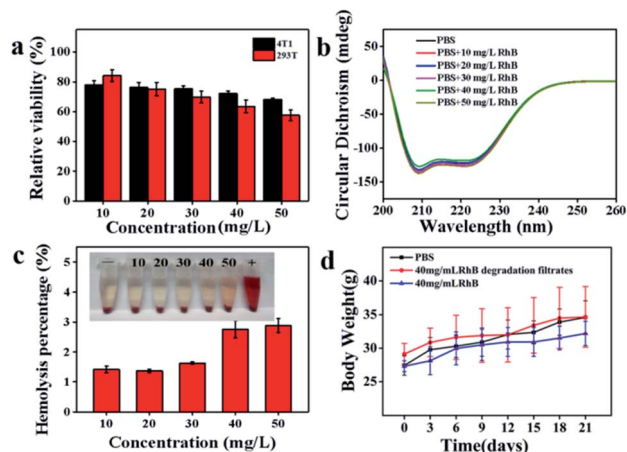 a
Relative viability (%)
100
80
60
40
20
0
4T1
293T
10 20 30 40 50
Concentration (mg/L)
b
Circular Dichroism (mdeg)
50
0
-50
-100
-150
PBS
PBS+10 mg/L RhB
PBS+20 mg/L RhB
PBS+30 mg/L RhB
PBS+40 mg/L RhB
PBS+50 mg/L RhB
200 210 220 230 240 250 260
Wavelength (nm)
c
Hemolysis percentage (%)
5
4
3
2
1
0
— 10 20 30 40 50 +
10 20 30 40 50
Concentration (mg/L)
d
Body Weight(g)
40
35
30
25
PBS
40mg/mLRhB degradation filtrates
40mg/mLRhB
0 3 6 9 12 15 18 21
Time(days)